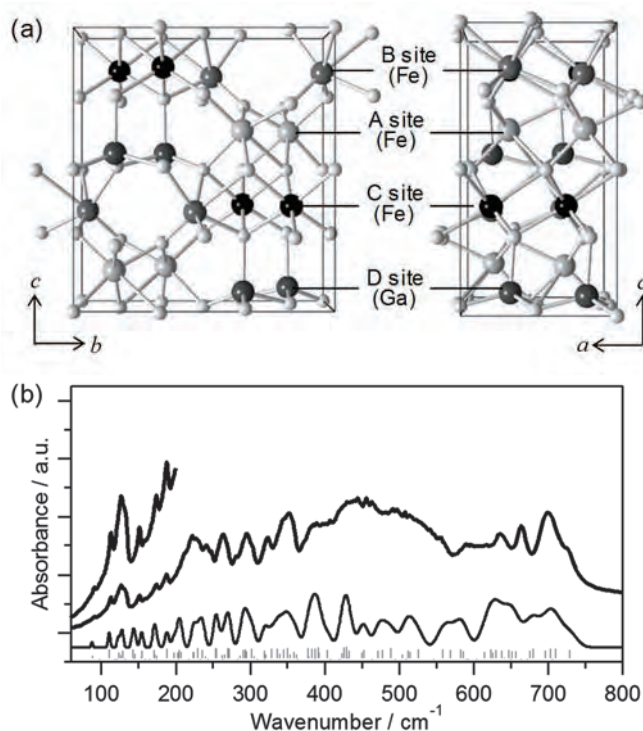 (a)
B site
(Fe)
A site
(Fe)
C site
(Fe)
D site
(Ga)
c
b
c
a
(b)
Absorbance / a.u.
100 200 300 400 500 600 700 800
Wavenumber / cm⁻¹